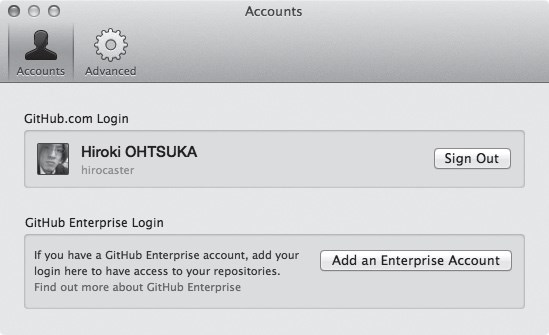 Accounts
Accounts
Advanced
GitHub.com Login
Hiroki OHTSUKA
hirocaster
Sign Out
GitHub Enterprise Login
If you have a GitHub Enterprise account, add your
login here to have access to your repositories.
Find out more about GitHub Enterprise
Add an Enterprise Account